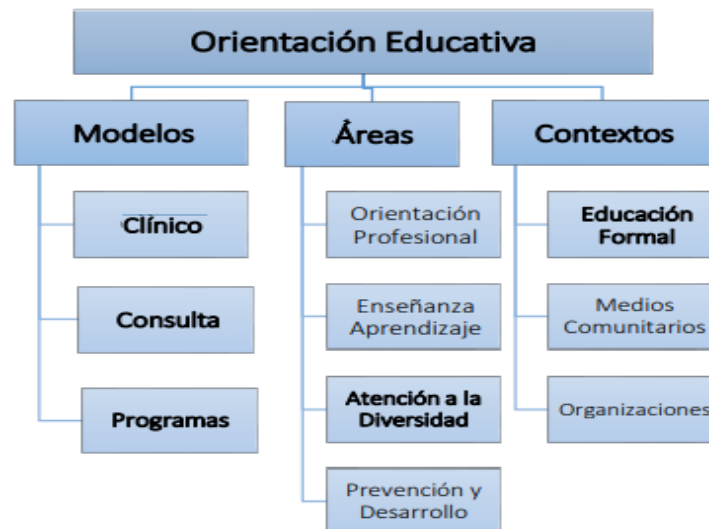 Orientación Educativa
Modelos
Clínico
Consulta
Programas
Áreas
Orientación
Profesional
Enseñanza
Aprendizaje
Atención a la
Diversidad
Prevención y
Desarrollo
Contextos
Educación
Formal
Medios
Comunitarios
Organizaciones